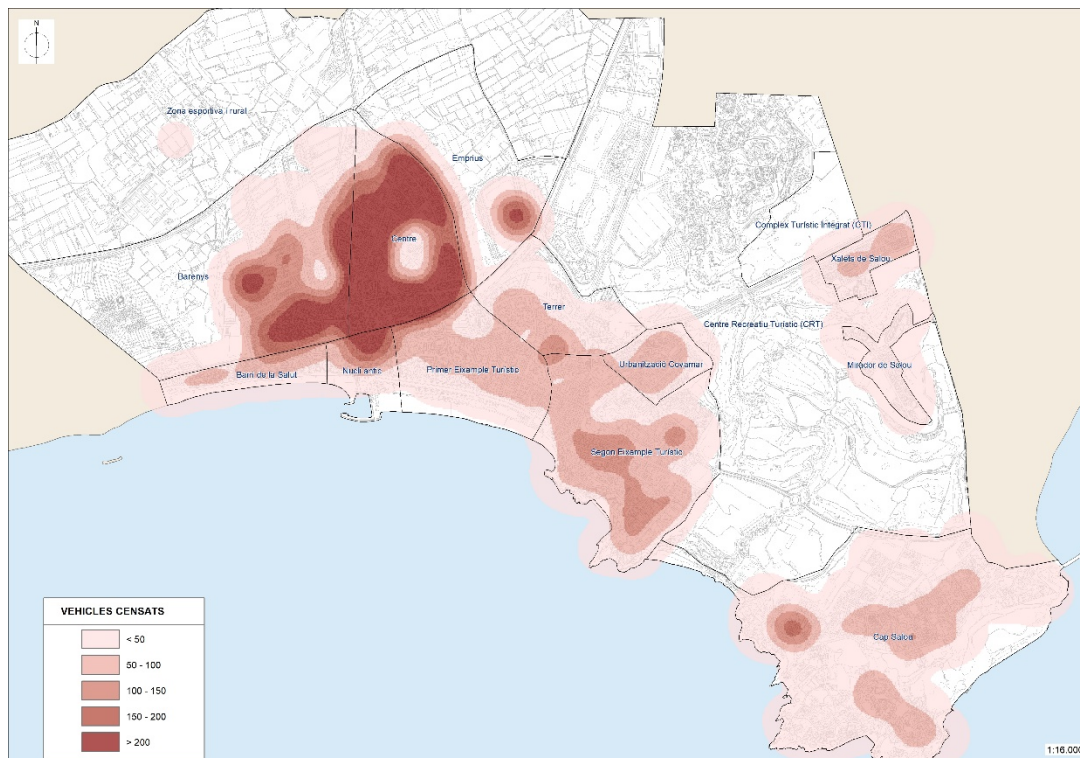 N
Zona esportiva i rural
Emprius
Complex Turístic Integrat (CTI)
Centre
Xalets de Salou
Barenys
Terrer
Centre Recreatiu Turístic (CRT)
Barri de la Salut
Nucli antic
Primer Eixample Turístic
Urbanització Covamar
Mirador de Salou
Segon Eixample Turístic
Cap Salou
VEHICLES CENSATS
< 50
50 - 100
100 - 150
150 - 200
> 200
1:16.000